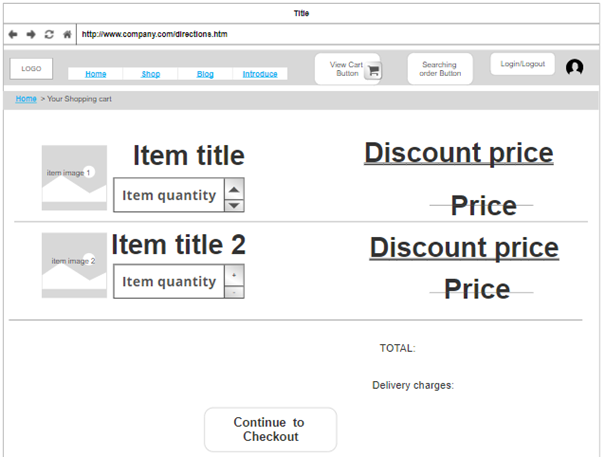 Title
http://www.company.com/directions.htm
LOGO
Home
Shop
Blog
Introduce
View Cart
Button
Searching
order Button
Login/Logout
Home > Your Shopping cart
item image 1
Item title
Item quantity
Discount price
Price
item image 2
Item title 2
Item quantity
+
-
Discount price
Price
TOTAL:
Delivery charges:
Continue to
Checkout